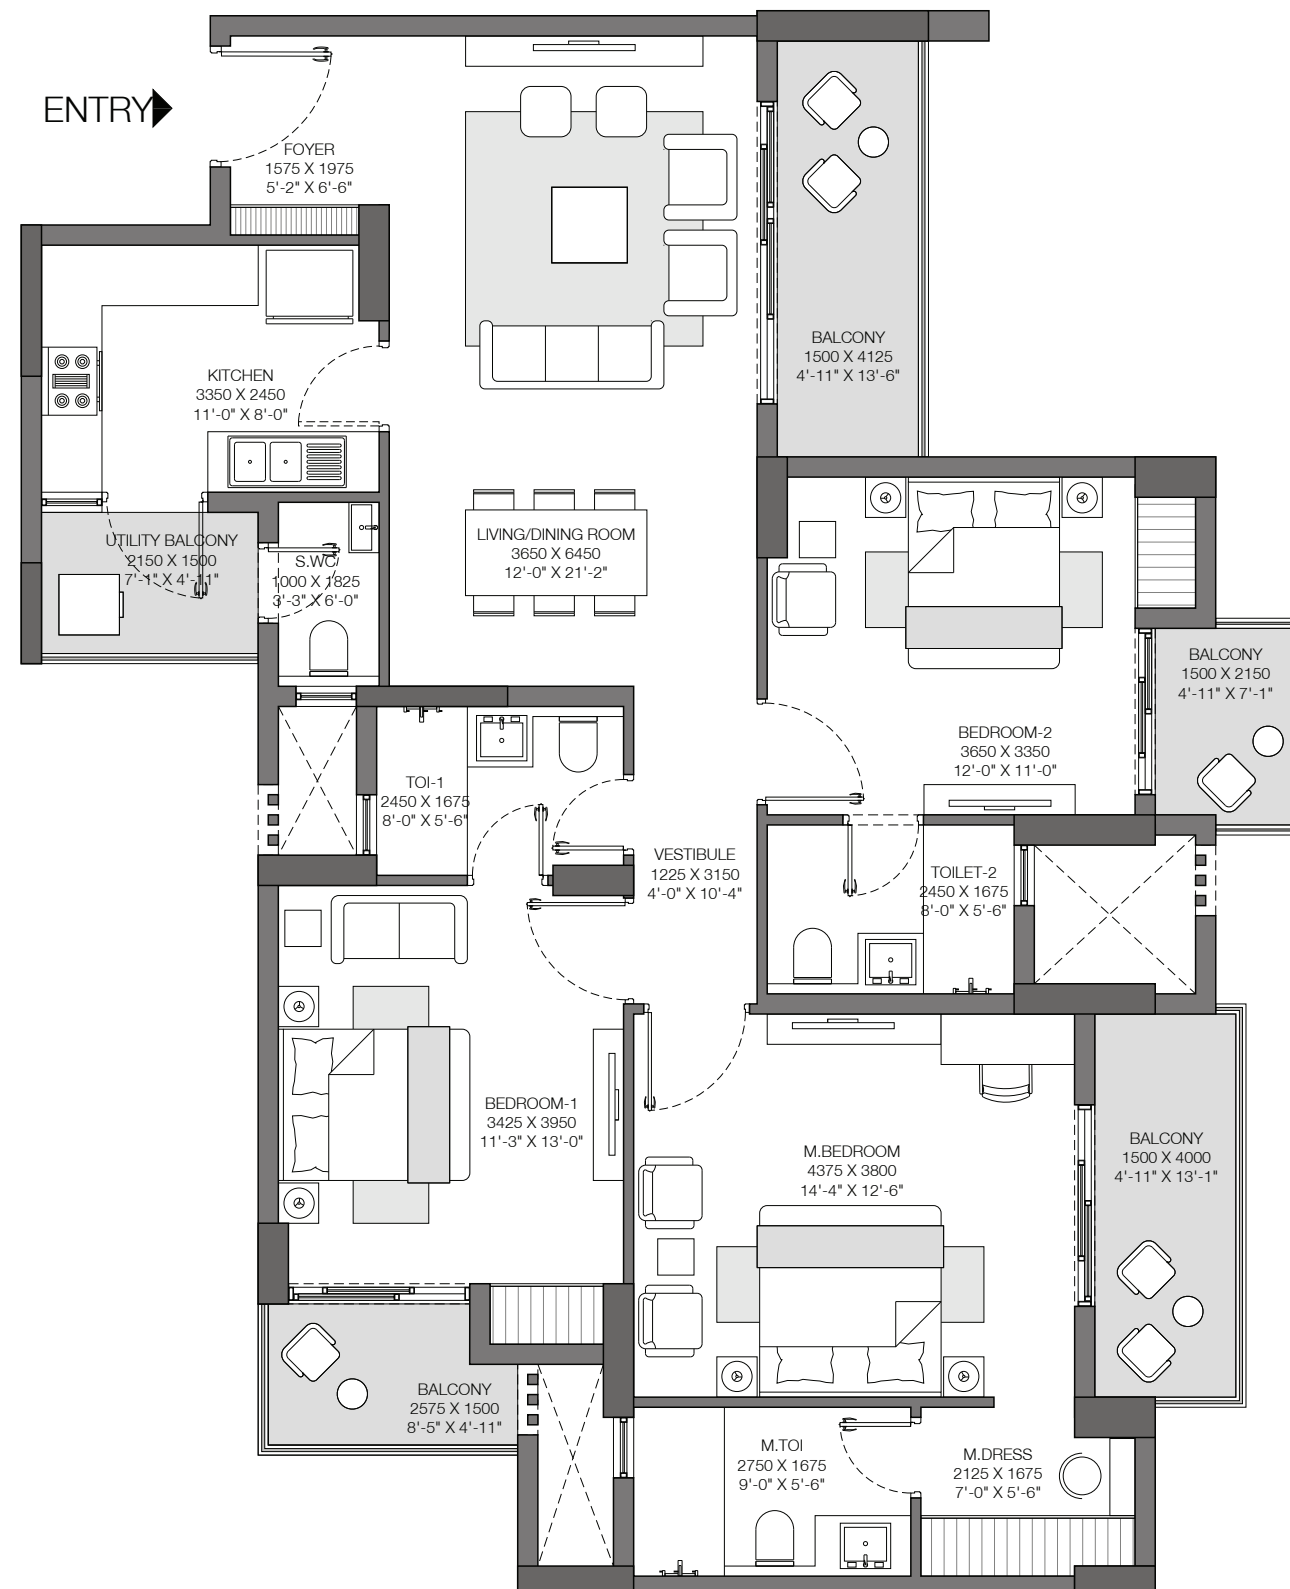 ENTRY
FOYER
1575 X 1975
5'-2" X 6'-6"
BALCONY
1500 X 4125
4'-11" X 13'-6"
KITCHEN
3350 X 2450
11'-0" X 8'-0"
LIVING/DINING ROOM
3650 X 6450
12'-0" X 21'-2"
UTILITY BALCONY
2150 X 1500
7'-1" X 4'-11"
S.WC
1000 X 1825
3'-3" X 6'-0"
BALCONY
1500 X 2150
4'-11" X 7'-1"
BEDROOM-2
3650 X 3350
12'-0" X 11'-0"
TOI-1
2450 X 1675
8'-0" X 5'-6"
VESTIBULE
1225 X 3150
4'-0" X 10'-4"
TOILET-2
2450 X 1675
8'-0" X 5'-6"
BEDROOM-1
3425 X 3950
11'-3" X 13'-0"
M.BEDROOM
4375 X 3800
14'-4" X 12'-6"
BALCONY
1500 X 4000
4'-11" X 13'-1"
BALCONY
2575 X 1500
8'-5" X 4'-11"
M.TOI
2750 X 1675
9'-0" X 5'-6"
M.DRESS
2125 X 1675
7'-0" X 5'-6"